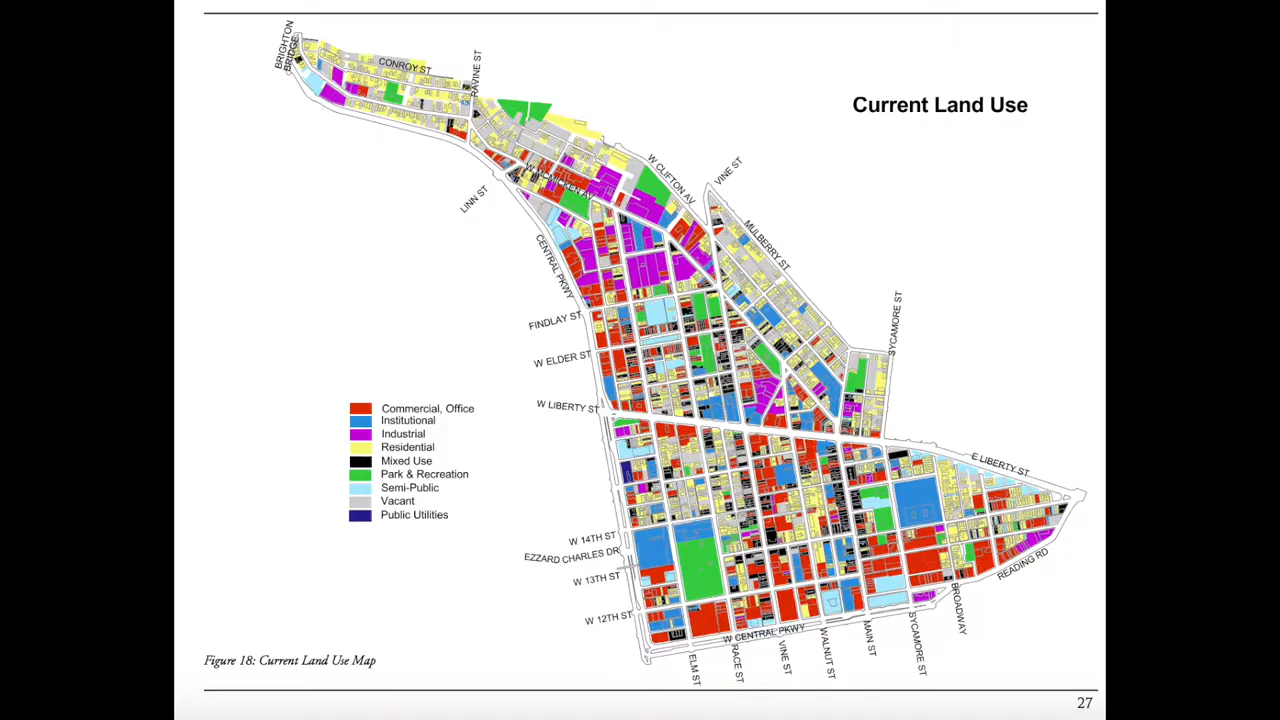 BRIGHTON
BRIDGE
CONROY ST
RAVINE ST
Current Land Use
W MCMICKEN AV
W CLIFTON AV
VINE ST
LINN ST
MULBERRY ST
CENTRAL PKWY
SYCAMORE ST
FINDLAY ST
W ELDER ST
W LIBERTY ST
Commercial, Office
Institutional
Industrial
Residential
Mixed Use
Park & Recreation
Semi-Public
Vacant
Public Utilities
E LIBERTY ST
W 14TH ST
EZZARD CHARLES DR
W 13TH ST
W 12TH ST
READING RD
BROADWAY
W CENTRAL PKWY
ELM ST
RACE ST
VINE ST
WALNUT ST
MAIN ST
SYCAMORE ST
Figure 18: Current Land Use Map
27